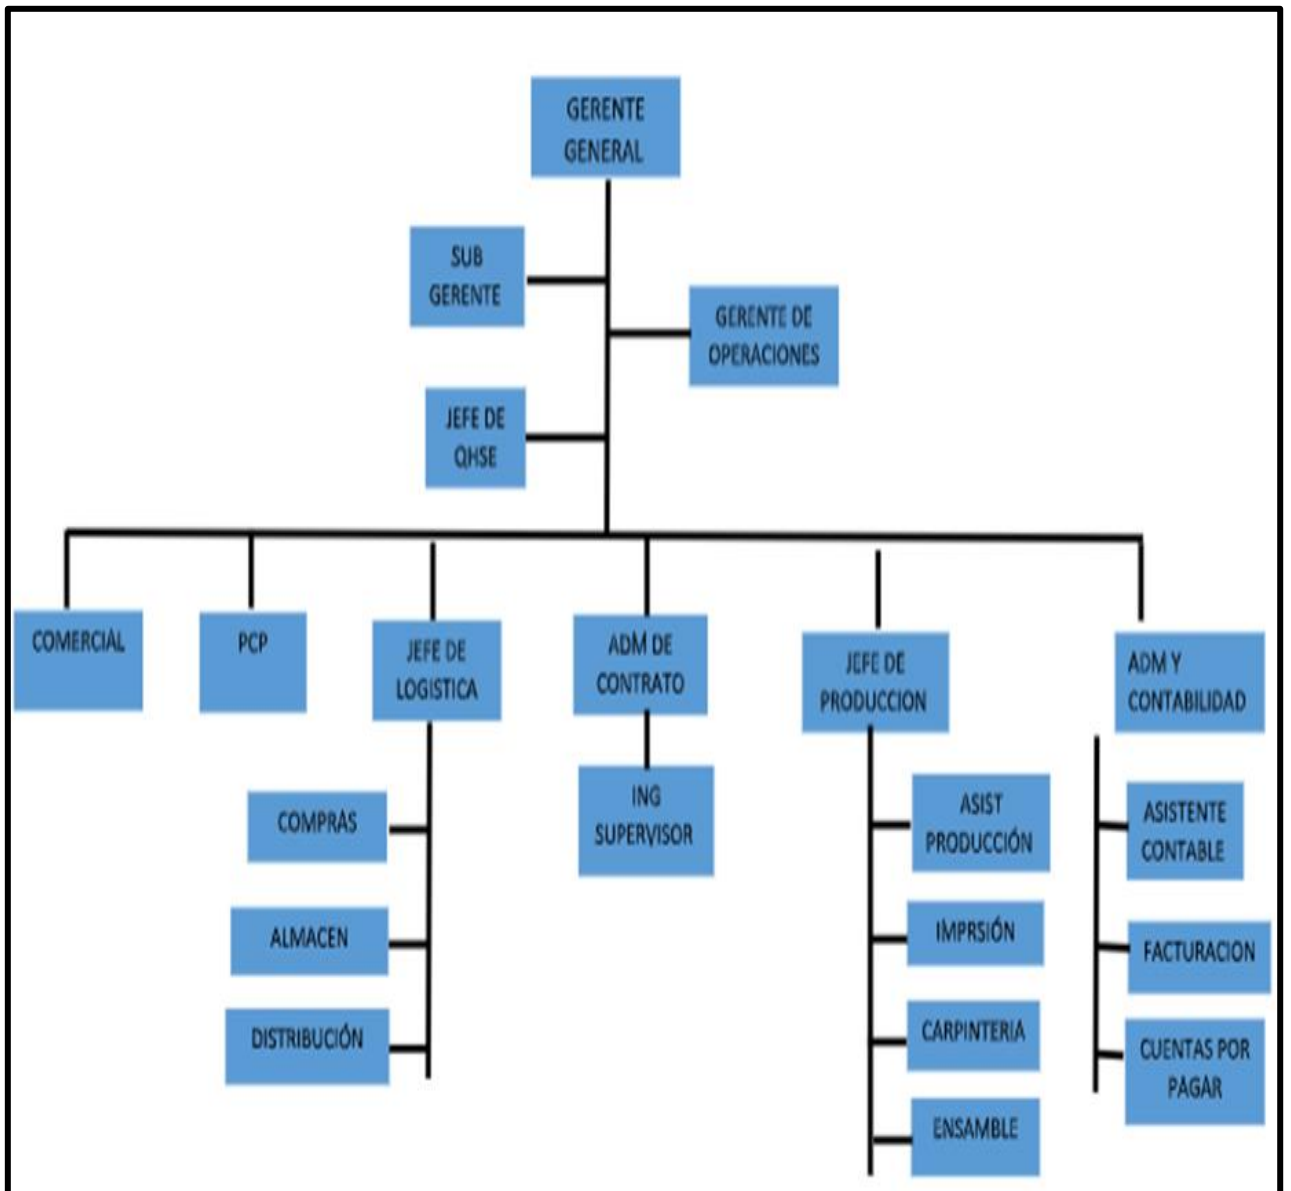 GERENTE
GENERAL
SUB
GERENTE
GERENTE DE
OPERACIONES
JEFE DE
QHSE
COMERCIAL
PCP
JEFE DE
LOGISTICA
ADM DE
CONTRATO
JEFE DE
PRODUCCION
ADM Y
CONTABILIDAD
COMPRAS
ALMACEN
DISTRIBUCIÓN
ING
SUPERVISOR
ASIST
PRODUCCIÓN
IMPRSIÓN
CARPINTERIA
ENSAMBLE
ASISTENTE
CONTABLE
FACTURACION
CUENTAS POR
PAGAR